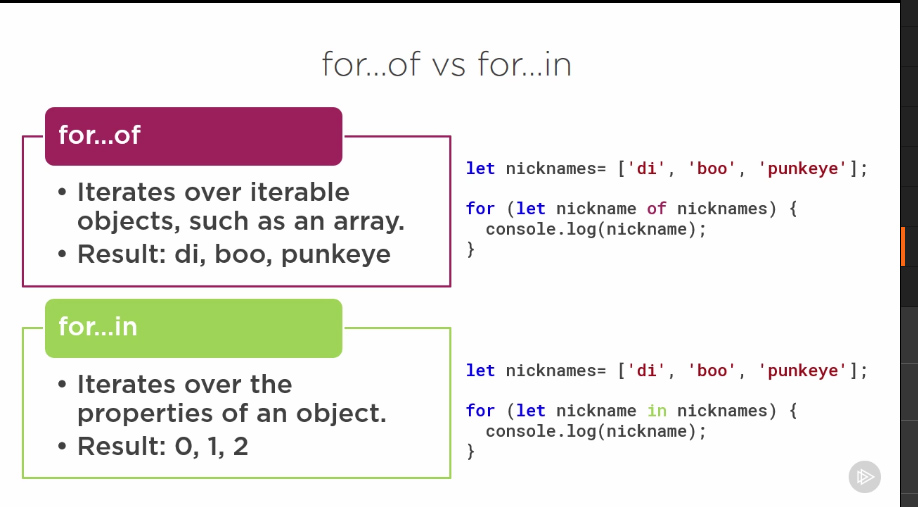 for...of vs for...in
for...of
• Iterates over iterable
objects, such as an array.
• Result: di, boo, punkeye
let nicknames= ['di', 'boo', 'punkeye'];
for (let nickname of nicknames) {
  console.log(nickname);
}
for...in
• Iterates over the
properties of an object.
• Result: 0, 1, 2
let nicknames= ['di', 'boo', 'punkeye'];
for (let nickname in nicknames) {
  console.log(nickname);
}